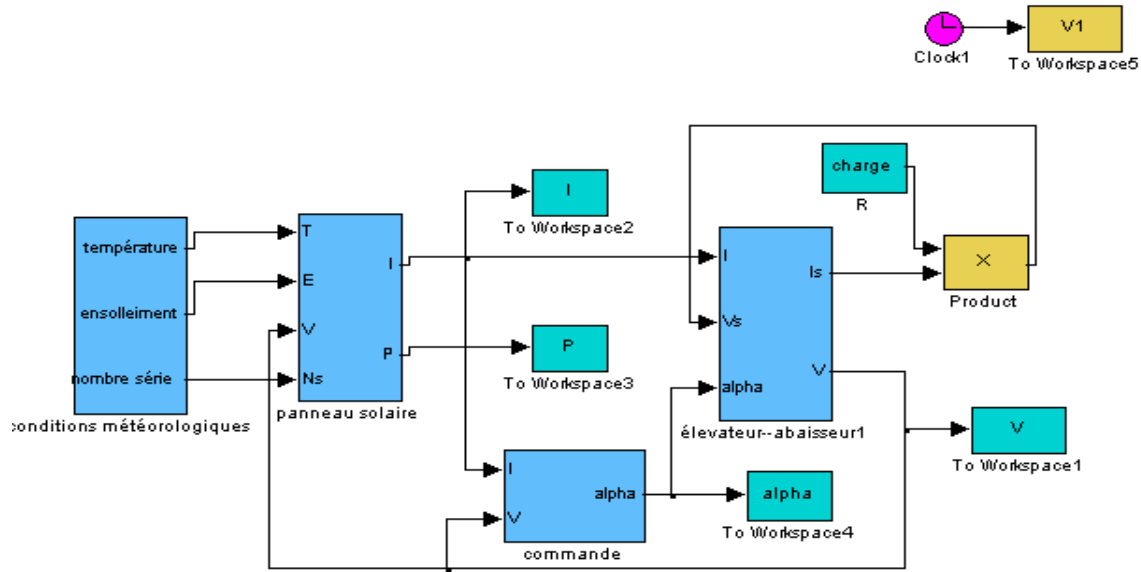 V1
Clock1
To Workspace5
charge
R
I
To Workspace2
température
ensolleiment
nombre série
conditions météorologiques
T
E
V
Ns
I
P
panneau solaire
P
To Workspace3
I
Vs
alpha
Is
V
élevateur--abaisseur1
X
Product
V
To Workspace1
I
V
alpha
commande
alpha
To Workspace4